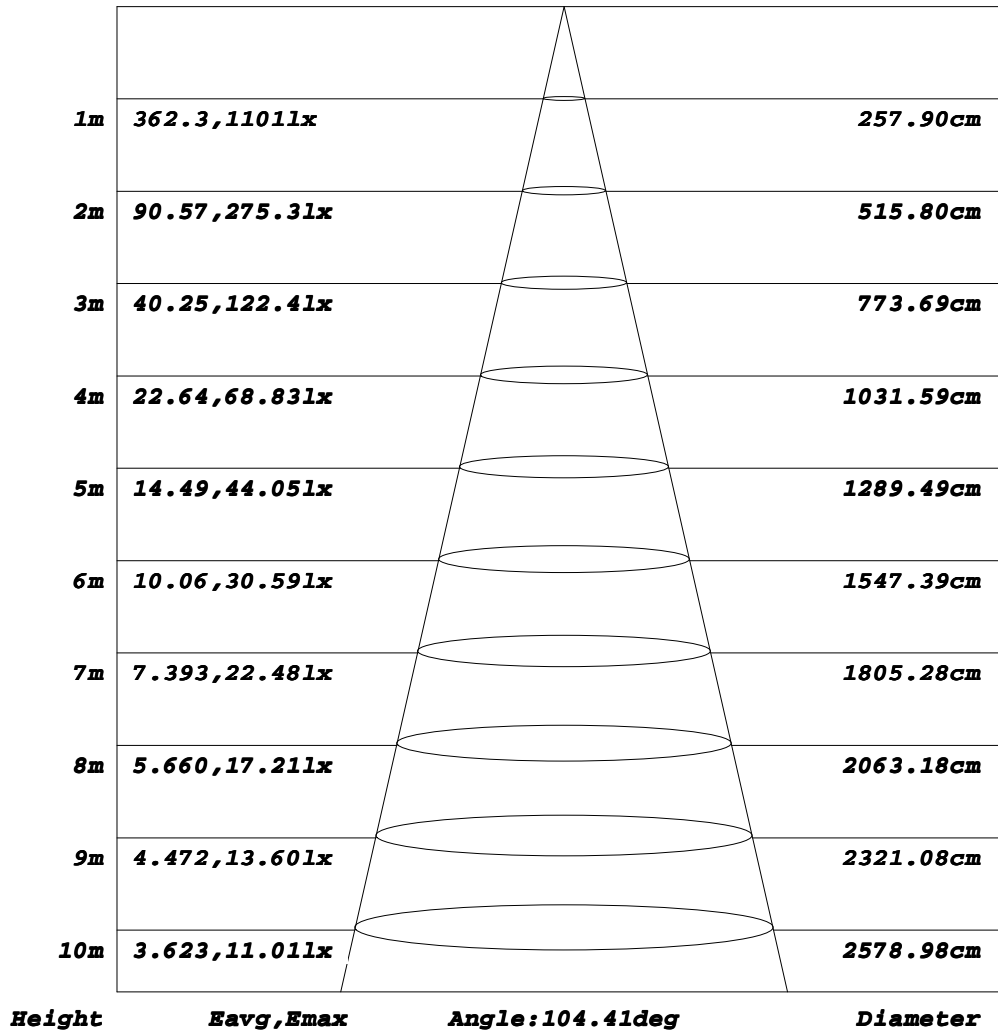 1m 362.3,1101lx 257.90cm
2m 90.57,275.3lx 515.80cm
3m 40.25,122.4lx 773.69cm
4m 22.64,68.83lx 1031.59cm
5m 14.49,44.05lx 1289.49cm
6m 10.06,30.59lx 1547.39cm
7m 7.393,22.48lx 1805.28cm
8m 5.660,17.21lx 2063.18cm
9m 4.472,13.60lx 2321.08cm
10m 3.623,11.01lx 2578.98cm
Height Eavg,Emax Angle:104.41deg Diameter